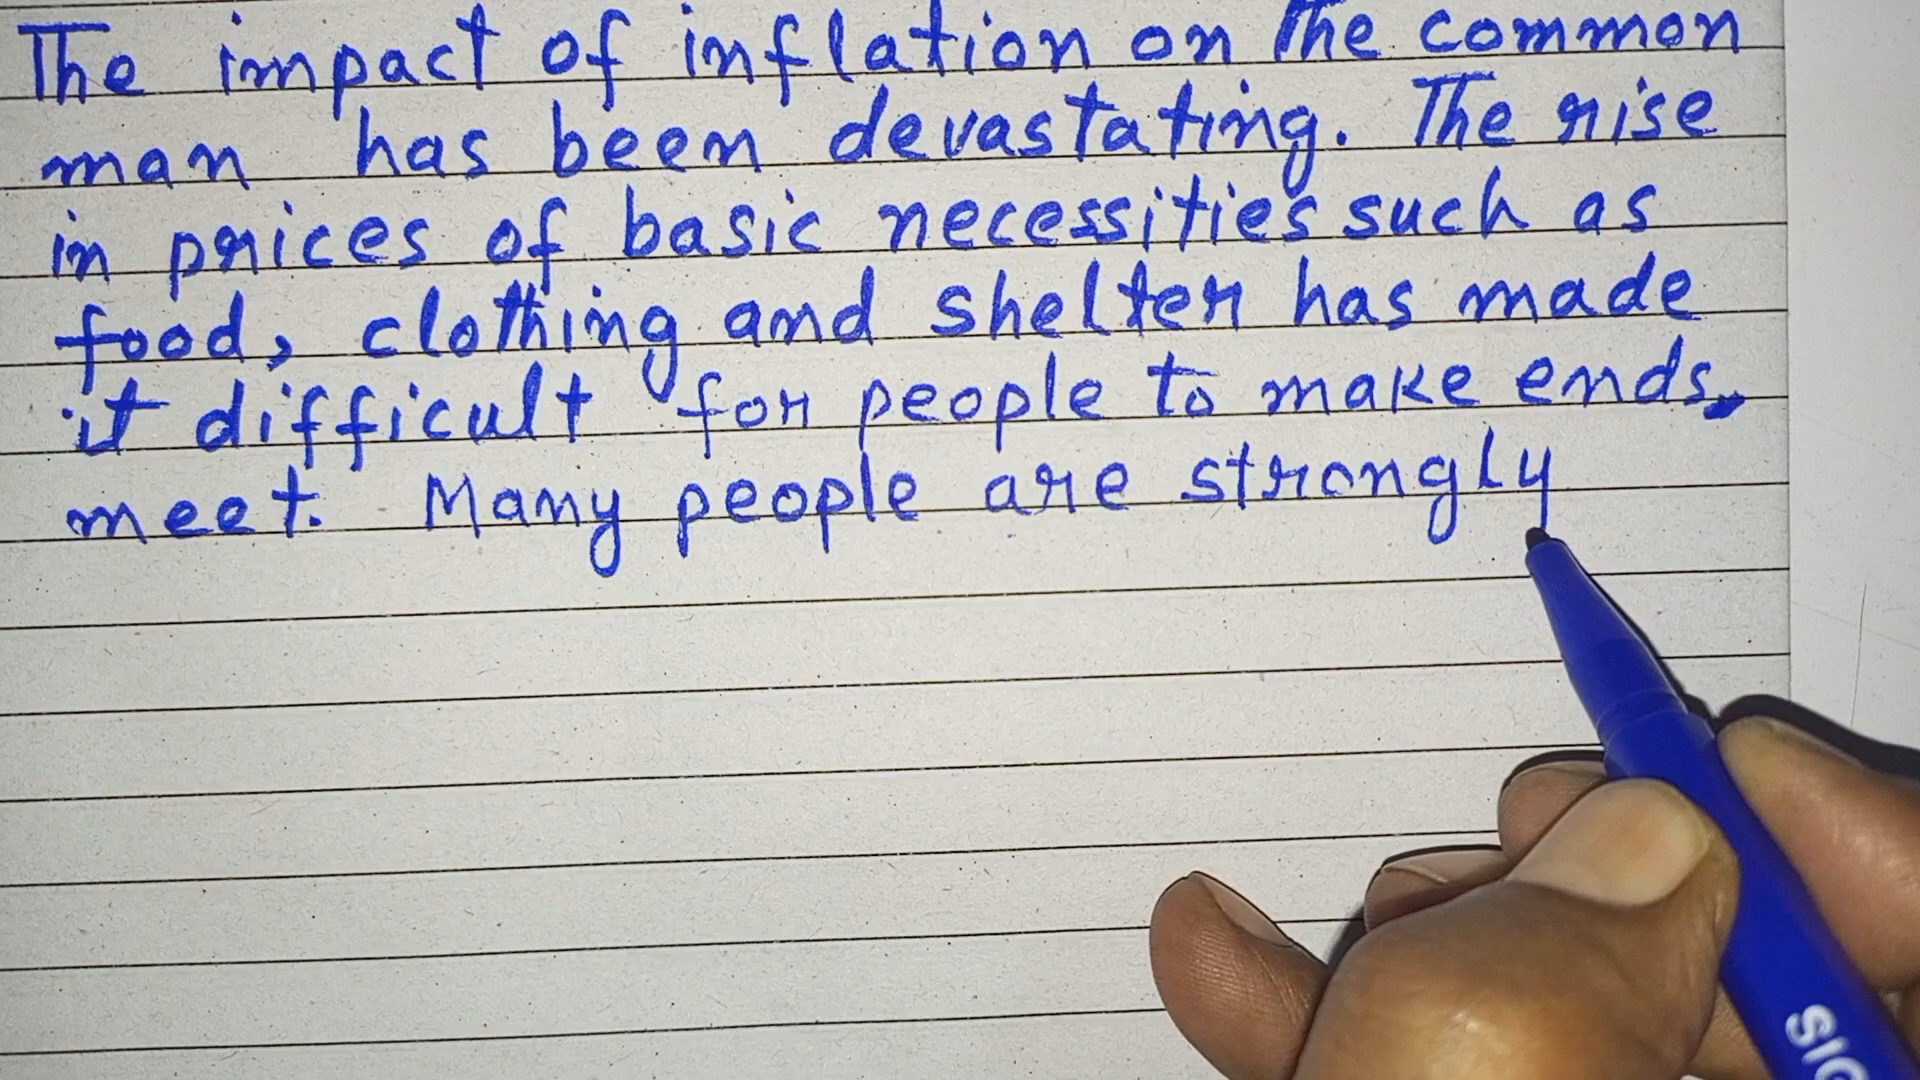 The impact of inflation on the common
man has been devastating. The rise
in prices of basic necessities such as
food, clothing and shelter has made
it difficult for people to make ends
meet. Many people are strongly